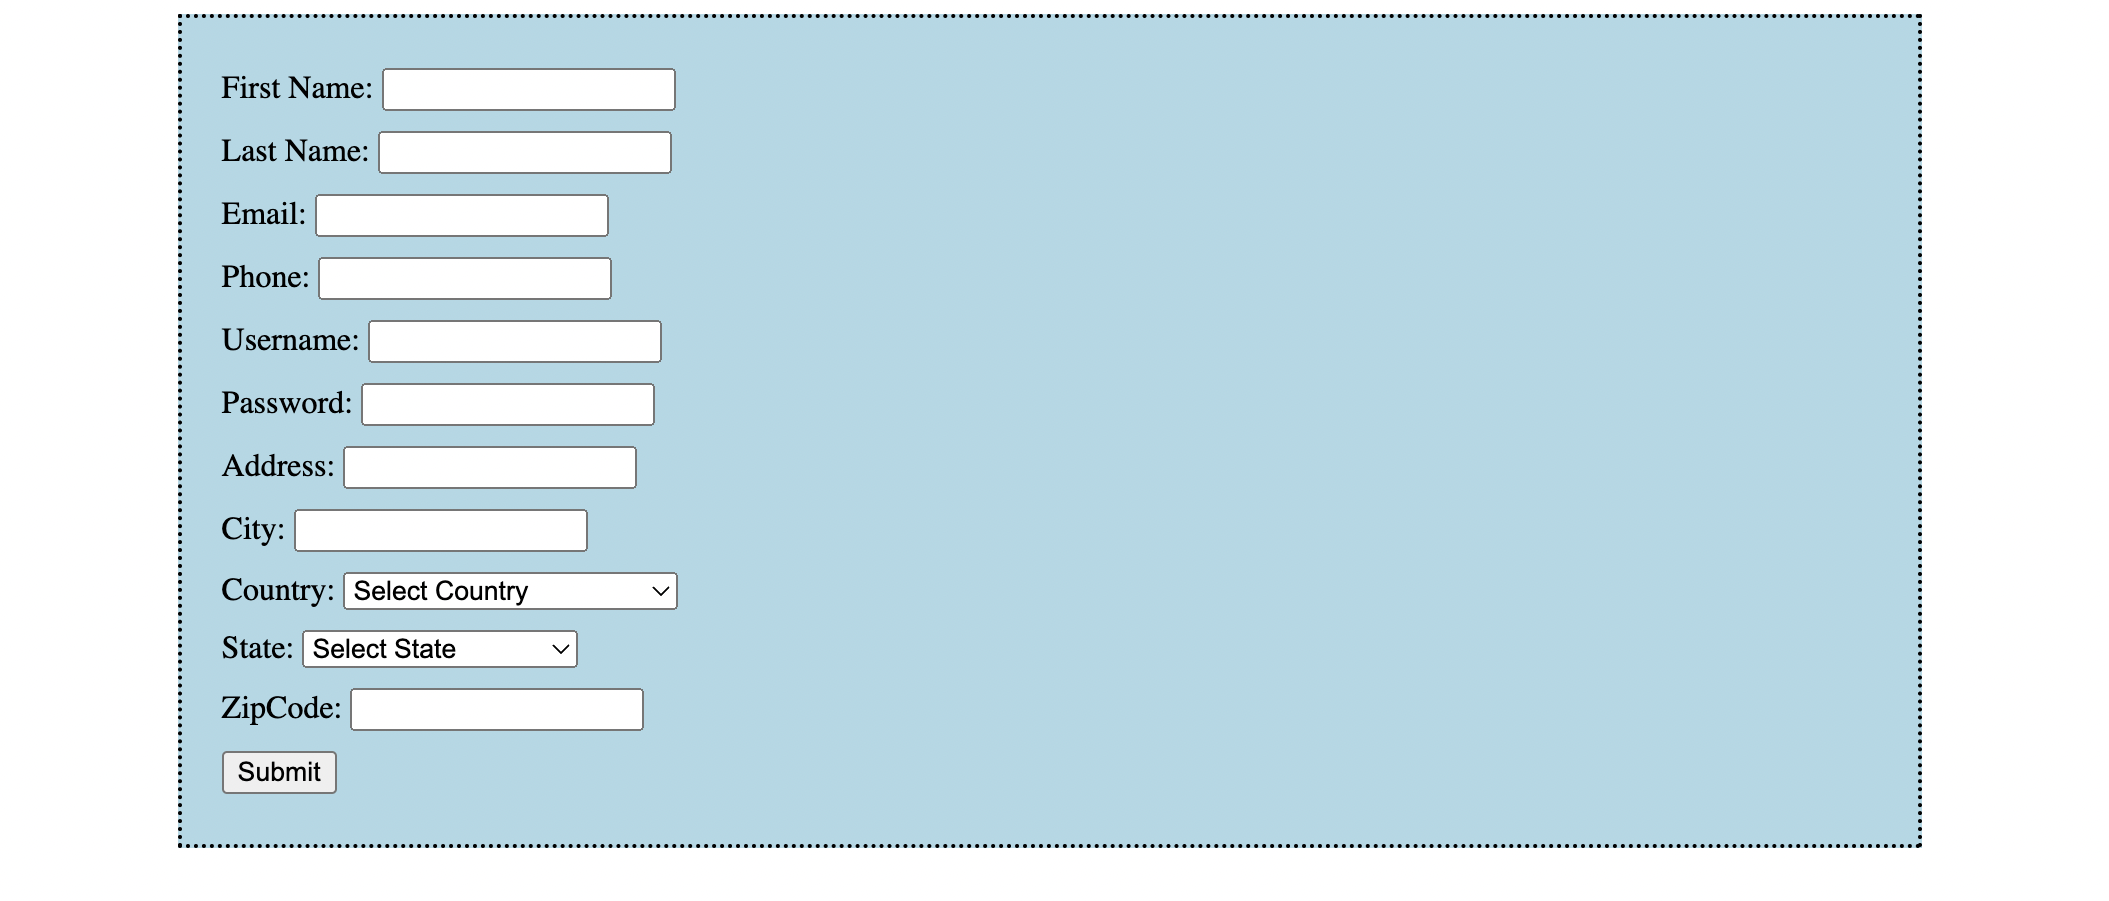 First Name:
Last Name:
Email:
Phone:
Username:
Password:
Address:
City:
Country: Select Country
State: Select State
ZipCode:
Submit